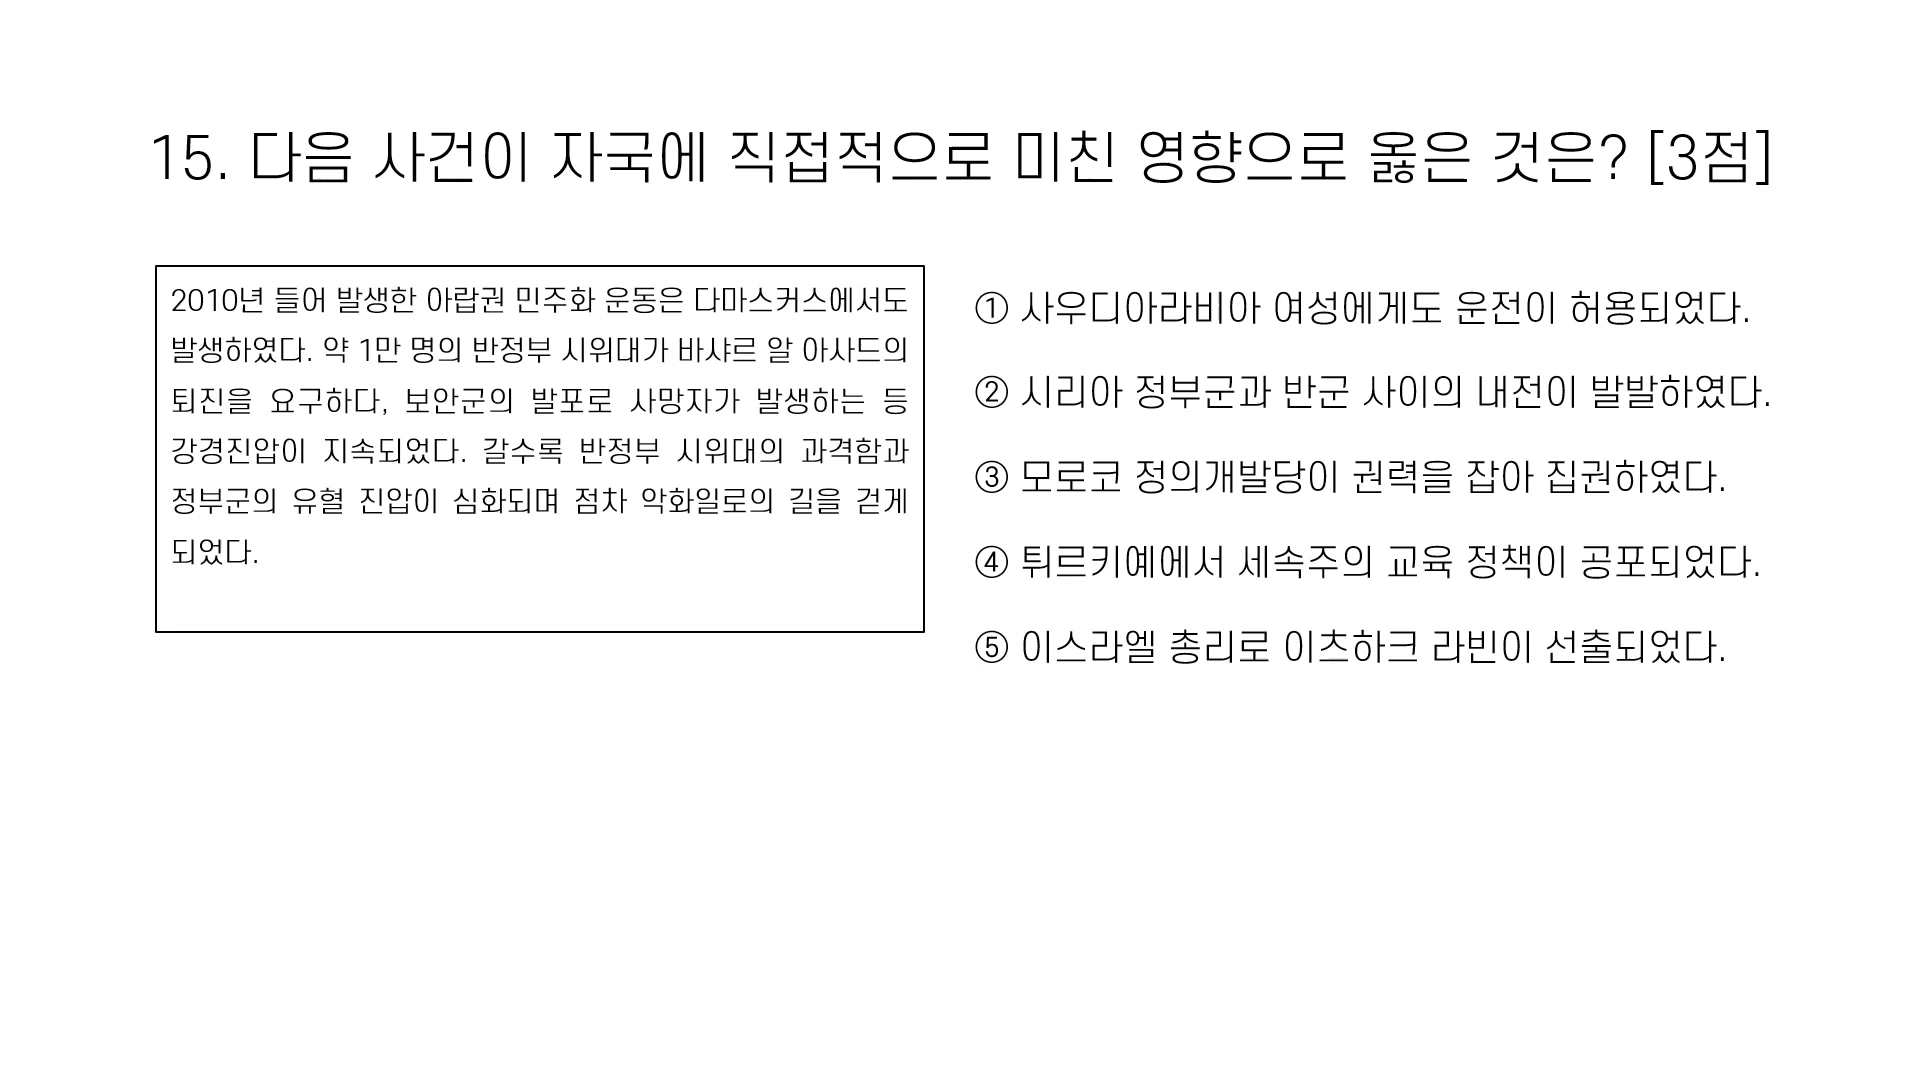 15. 다음 사건이 자국에 직접적으로 미친 영향으로 옳은 것은? [3점]
2010년 들어 발생한 아랍권 민주화 운동은 다마스커스에서도
발생하였다. 약 1만 명의 반정부 시위대가 바샤르 알 아사드의
퇴진을 요구하다, 보안군의 발포로 사망자가 발생하는 등
강경진압이 지속되었다. 갈수록 반정부 시위대의 과격함과
정부군의 유혈 진압이 심화되며 점차 악화일로의 길을 걷게
되었다.
① 사우디아라비아 여성에게도 운전이 허용되었다.
② 시리아 정부군과 반군 사이의 내전이 발발하였다.
③ 모로코 정의개발당이 권력을 잡아 집권하였다.
④ 튀르키예에서 세속주의 교육 정책이 공포되었다.
⑤ 이스라엘 총리로 이츠하크 라빈이 선출되었다.